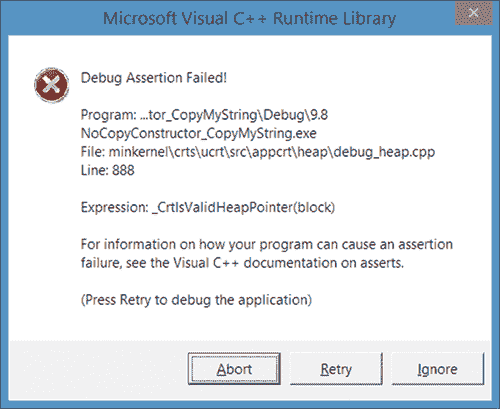 Microsoft Visual C++ Runtime Library
Debug Assertion Failed!
Program: ...tor_CopyMyString\Debug\9.8
NoCopyConstructor_CopyMyString.exe
File: minkernel\crts\ucrt\src\appcrt\heap\debug_heap.cpp
Line: 888
Expression: _CrtIsValidHeapPointer(block)
For information on how your program can cause an assertion
failure, see the Visual C++ documentation on asserts.
(Press Retry to debug the application)
Abort Retry Ignore